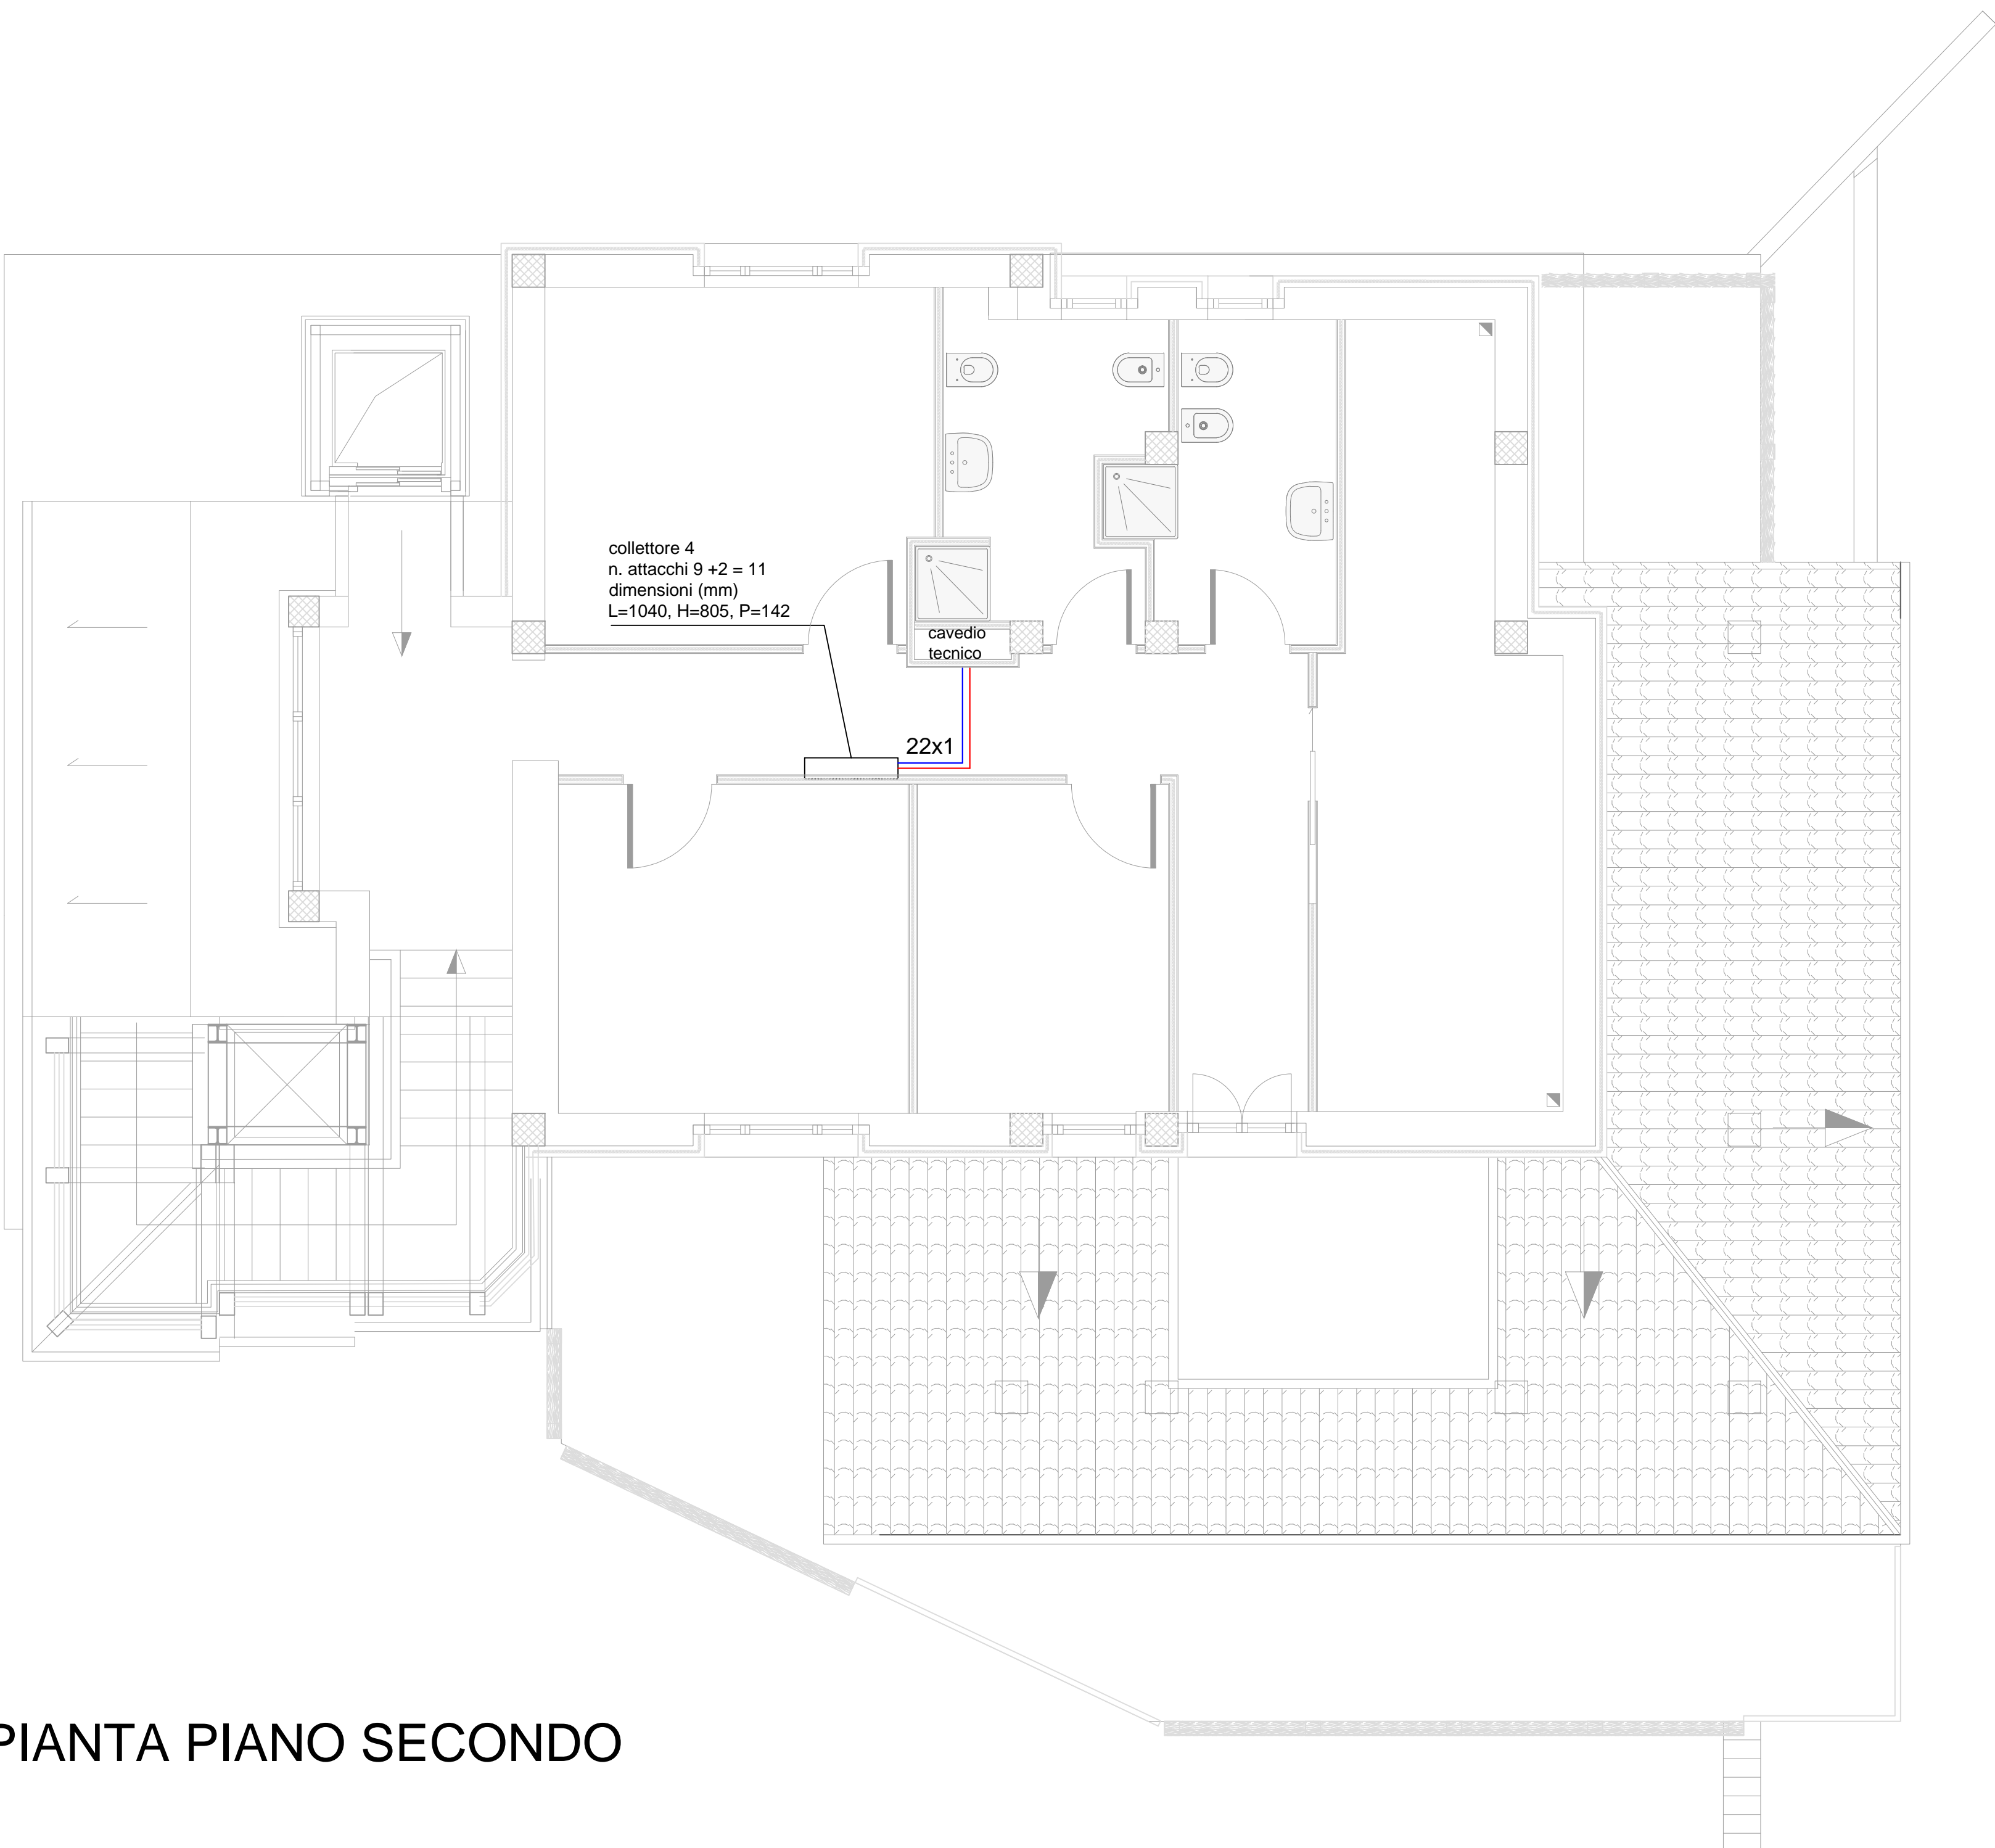 collettore 4
n. attacchi 9 +2 = 11
dimensioni (mm)
L=1040, H=805, P=142
cavedio
tecnico
22x1
PIANTA PIANO SECONDO